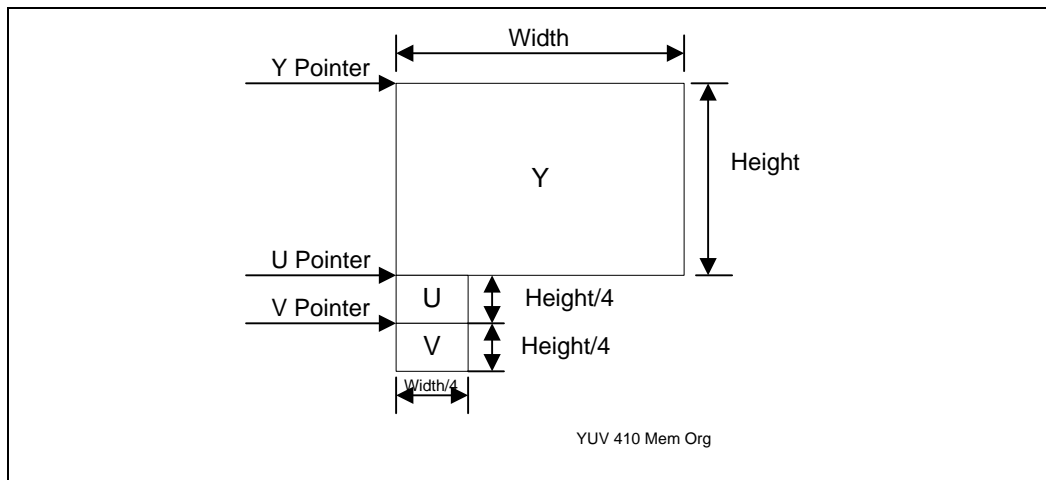 Width
Y Pointer
Height
Y
U Pointer
U
Height/4
V Pointer
V
Height/4
Width/4
YUV 410 Mem Org